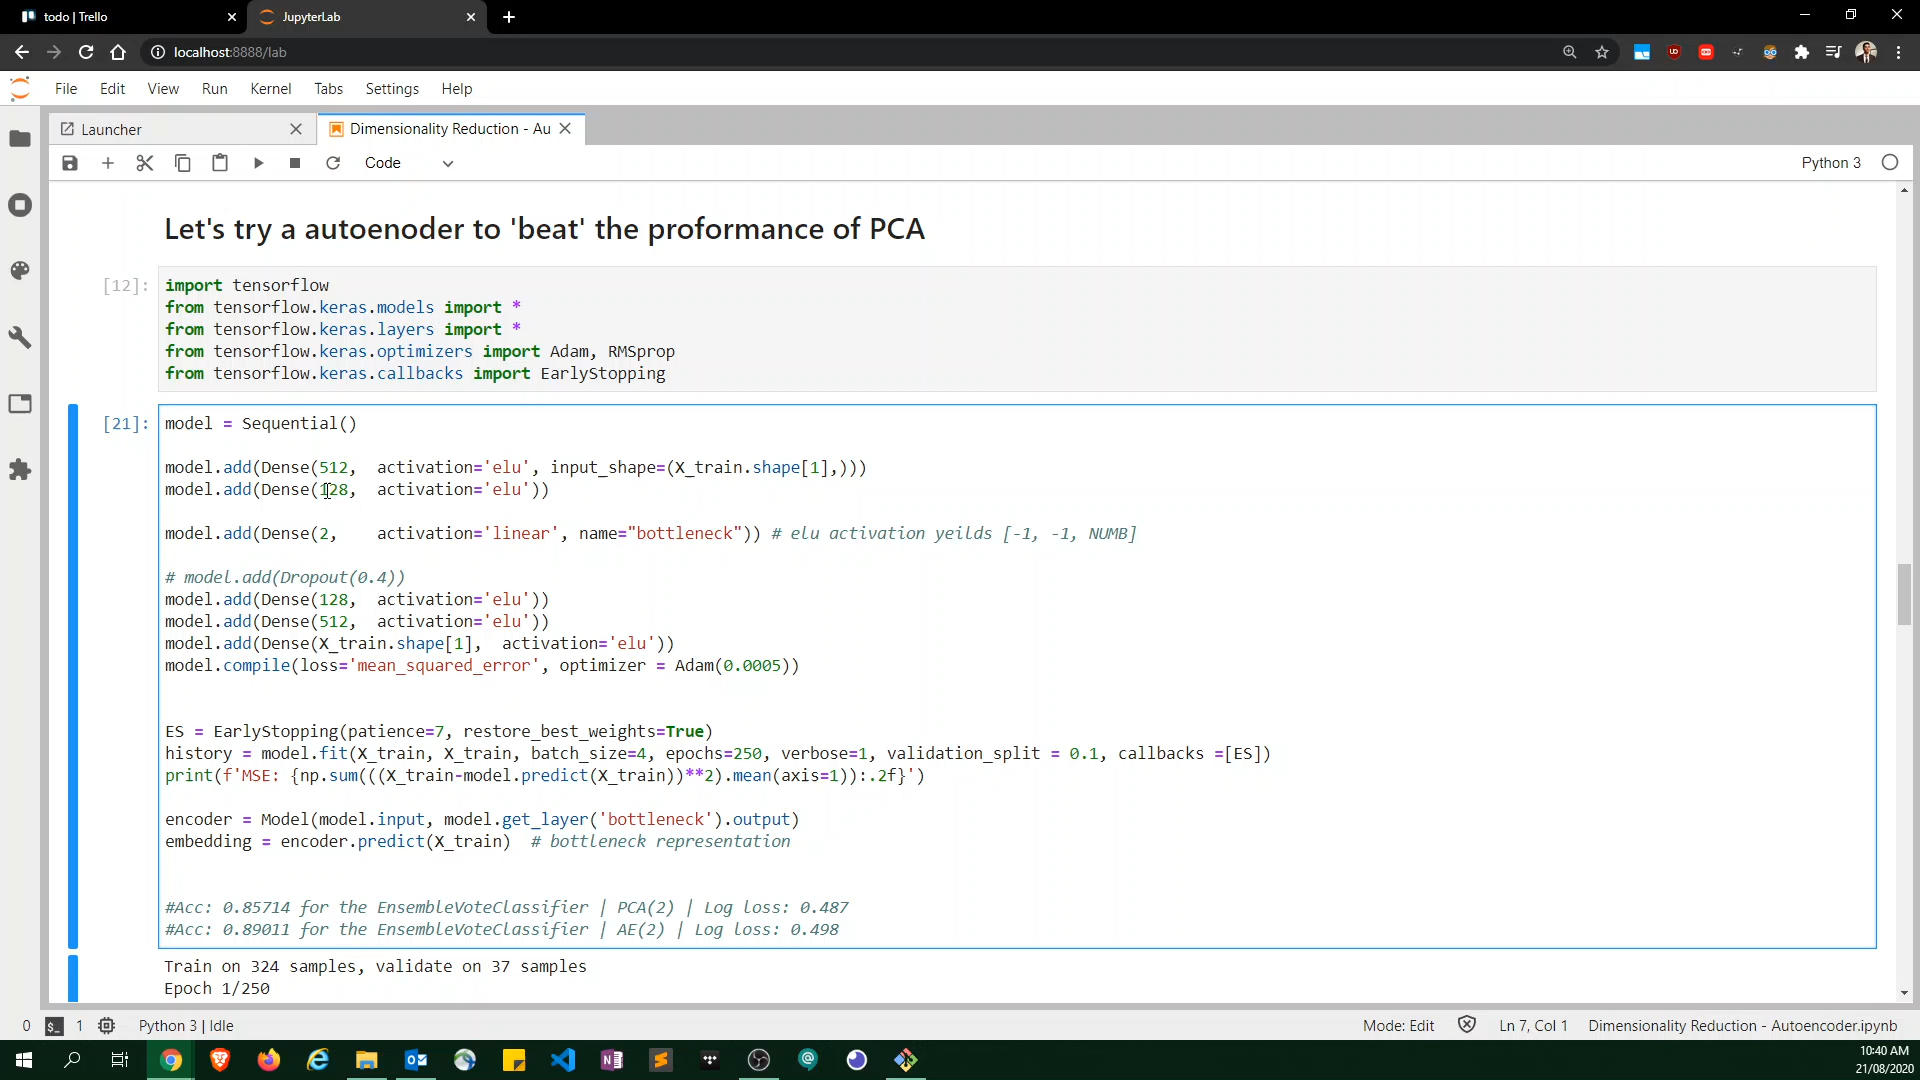 todo | Trello
JupyterLab
localhost:8888/lab
File Edit View Run Kernel Tabs Settings Help
Launcher
Dimensionality Reduction - Au
Code
Python 3
Let's try a autoenoder to 'beat' the proformance of PCA
[12]:
import tensorflow
from tensorflow.keras.models import *
from tensorflow.keras.layers import *
from tensorflow.keras.optimizers import Adam, RMSprop
from tensorflow.keras.callbacks import EarlyStopping
[21]:
model = Sequential()
model.add(Dense(512,  activation='elu', input_shape=(X_train.shape[1],)))
model.add(Dense(128,  activation='elu'))
model.add(Dense(2,    activation='linear', name="bottleneck")) # elu activation yeilds [-1, -1, NUMB]
# model.add(Dropout(0.4))
model.add(Dense(128,  activation='elu'))
model.add(Dense(512,  activation='elu'))
model.add(Dense(X_train.shape[1],  activation='elu'))
model.compile(loss='mean_squared_error', optimizer = Adam(0.0005))
ES = EarlyStopping(patience=7, restore_best_weights=True)
history = model.fit(X_train, X_train, batch_size=4, epochs=250, verbose=1, validation_split = 0.1, callbacks =[ES])
print(f'MSE: {np.sum(((X_train-model.predict(X_train))**2).mean(axis=1)):.2f}')
encoder = Model(model.input, model.get_layer('bottleneck').output)
embedding = encoder.predict(X_train)  # bottleneck representation
#Acc: 0.85714 for the EnsembleVoteClassifier | PCA(2) | Log loss: 0.487
#Acc: 0.89011 for the EnsembleVoteClassifier | AE(2) | Log loss: 0.498
Train on 324 samples, validate on 37 samples
Epoch 1/250
0 1 Python 3 | Idle Mode: Edit Ln 7, Col 1 Dimensionality Reduction - Autoencoder.ipynb
10:40 AM
21/08/2020